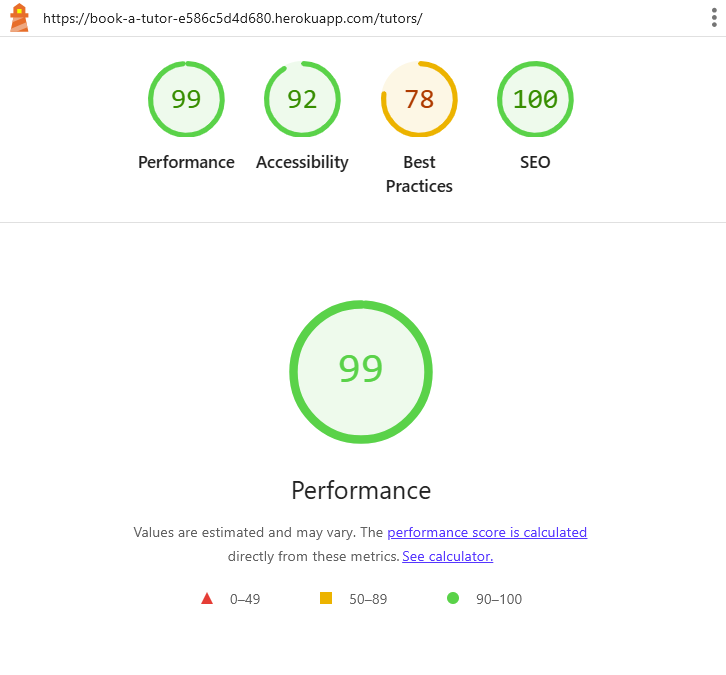 https://book-a-tutor-e586c5d4d680.herokuapp.com/tutors/
99 92 78 100
Performance Accessibility Best Practices SEO
99
Performance
Values are estimated and may vary. The performance score is calculated
directly from these metrics. See calculator.
0–49 50–89 90–100